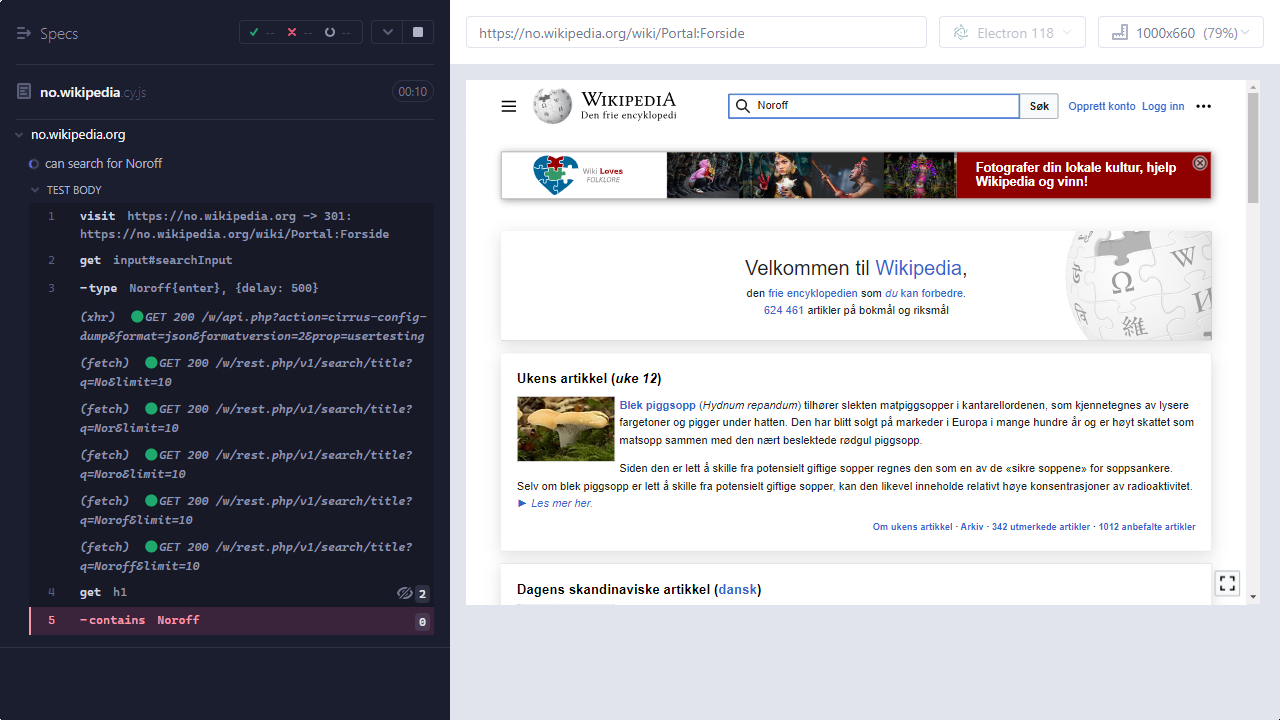 Specs
-- -- --
no.wikipedia.cy.js 00:10
no.wikipedia.org
can search for Noroff
TEST BODY
1 visit https://no.wikipedia.org -> 301:
https://no.wikipedia.org/wiki/Portal:Forside
2 get input#searchInput
3 -type Noroff{enter}, {delay: 500}
(xhr) GET 200 /w/api.php?action=cirrus-config-
dump&format=json&formatversion=2&prop=usertesting
(fetch) GET 200 /w/rest.php/v1/search/title?
q=No&limit=10
(fetch) GET 200 /w/rest.php/v1/search/title?
q=Nor&limit=10
(fetch) GET 200 /w/rest.php/v1/search/title?
q=Noro&limit=10
(fetch) GET 200 /w/rest.php/v1/search/title?
q=Norof&limit=10
(fetch) GET 200 /w/rest.php/v1/search/title?
q=Noroff&limit=10
4 get h1 2
5 -contains Noroff 0
https://no.wikipedia.org/wiki/Portal:Forside
Electron 118
1000x660 (79%)
WIKIPEDIA
Den frie encyklopedi
Noroff
Søk
Opprett konto Logg inn
Wiki Loves
FOLKLORE
Fotografer din lokale kultur, hjelp
Wikipedia og vinn!
Velkommen til Wikipedia,
den frie encyklopedien som du kan forbedre.
624 461 artikler på bokmål og riksmål
Ω
W
И
維
Ukens artikkel (uke 12)
Blek piggsopp (Hydnum repandum) tilhører slekten matpiggsopper i kantarellordenen, som kjennetegnes av lysere
fargetoner og pigger under hatten. Den har blitt solgt på markeder i Europa i mange hundre år og er høyt skattet som
matsopp sammen med den nært beslektede rødgul piggsopp.
Siden den er lett å skille fra potensielt giftige sopper regnes den som en av de «sikre soppene» for soppsankere.
Selv om blek piggsopp er lett å skille fra potensielt giftige sopper, kan den likevel inneholde relativt høye konsentrasjoner av radioaktivitet.
► Les mer her.
Om ukens artikkel · Arkiv · 342 utmerkede artikler · 1012 anbefalte artikler
Dagens skandinaviske artikkel (dansk)